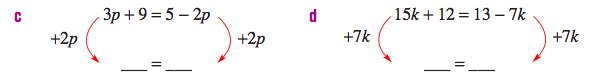 c 3p + 9 = 5 – 2p d 15k + 12 = 13 – 7k
+2p +2p +7k +7k
___ = ___ ___ = ___